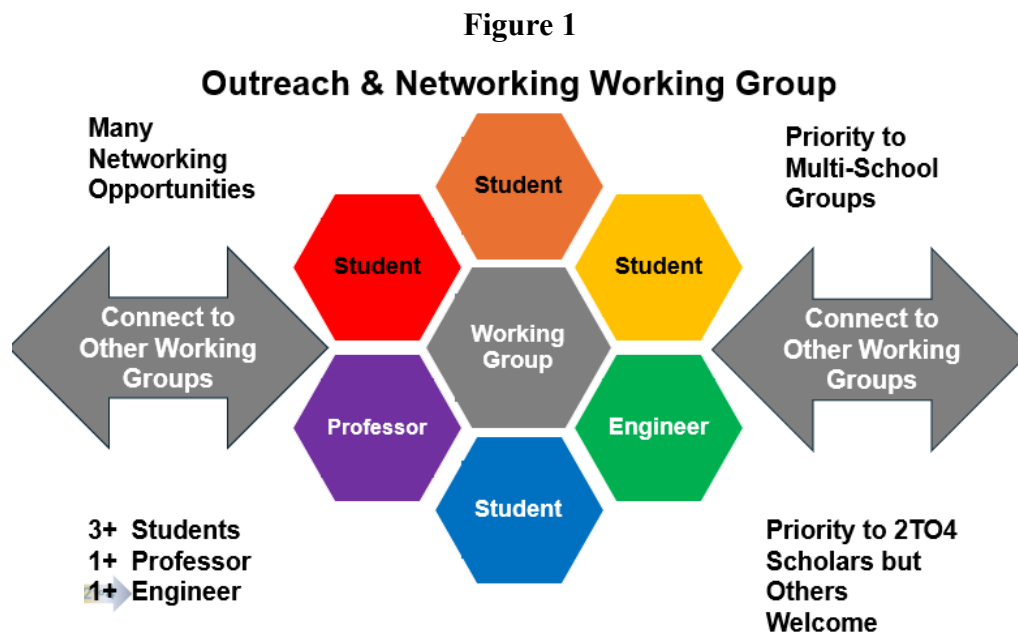 Figure 1
Outreach & Networking Working Group
Many
Networking
Opportunities
Priority to
Multi-School
Groups
Student
Student
Student
Connect to
Other Working
Groups
Working
Group
Connect to
Other Working
Groups
Professor
Engineer
Student
3+ Students
1+ Professor
1+ Engineer
Priority to 2TO4
Scholars but
Others
Welcome